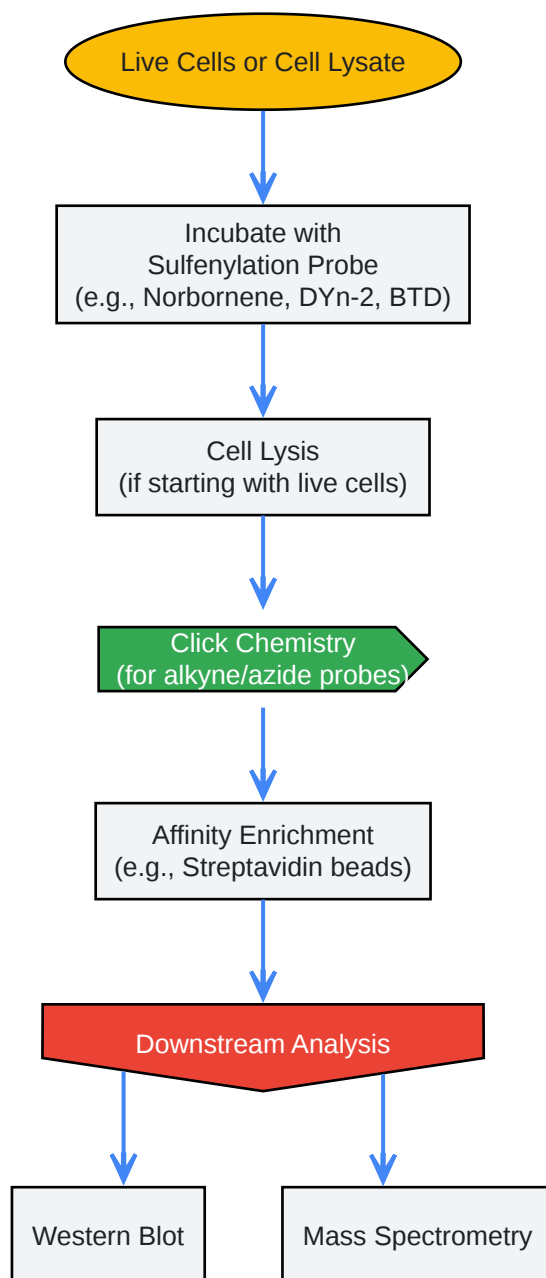 Live Cells or Cell Lysate
Incubate with
Sulfenylation Probe
(e.g., Norbornene, DYn-2, BTD)
Cell Lysis
(if starting with live cells)
Click Chemistry
(for alkyne/azide probes)
Affinity Enrichment
(e.g., Streptavidin beads)
Downstream Analysis
Western Blot
Mass Spectrometry